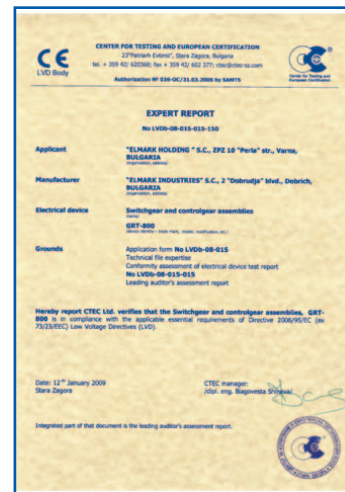 CE
LVD Body
CENTER FOR TESTING AND EUROPEAN CERTIFICATION
Stara Zagora, Bulgaria
Authorization № 036-OC/31.03.2006 by SAMTS
Center for Testing and
European Certification
EXPERT REPORT
No LVDb-08-015-015-150
Applicant
"ELMARK HOLDING " S.C., ZPZ 10 "Perla" str., Varna,
BULGARIA
(organization, address)
Manufacturer
"ELMARK INDUSTRIES" S.C., 2 "Dobrudja" blvd., Dobrich,
BULGARIA
(organization, address)
Electrical device
Switchgear and controlgear assemblies
(name)
GRT-800
Grounds
Application form No LVDb-08-015
Technical file expertise
Conformity assessment of electrical device test report
No LVDb-08-015-015
Leading auditor's assessment report
Hereby report CTEC Ltd. verifies that the Switchgear and controlgear assemblies, GRT-
800 is in compliance with the applicable essential requirements of Directive 2006/95/EC (ex
73/23/EEC) Low Voltage Directives (LVD).
Date: 12th January 2009
Stara Zagora
CTEC manager:
/dipl. eng. Blagovesta Shineva/
Integrated part of that document is the leading auditor's assessment report.